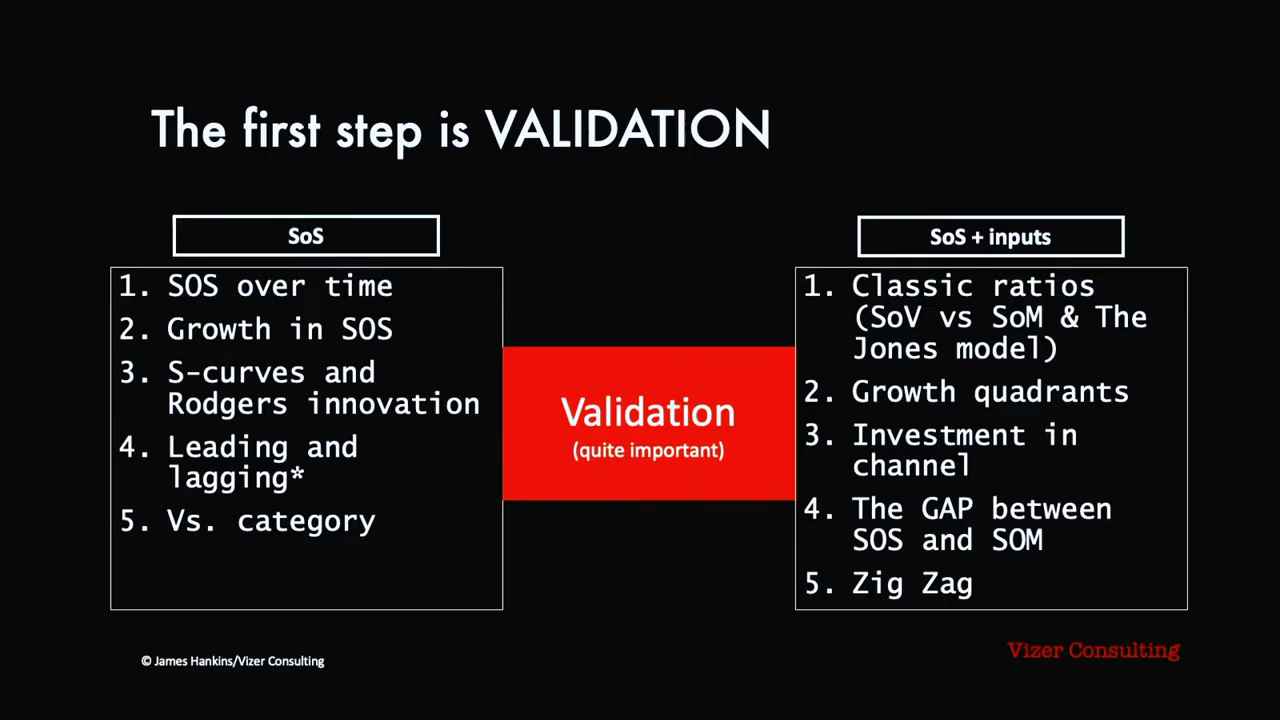 The first step is VALIDATION
SoS
1. SOS over time
2. Growth in SOS
3. S-curves and
Rodgers innovation
4. Leading and
lagging*
5. Vs. category
Validation
(quite important)
SoS + inputs
1. Classic ratios
(SoV vs SoM & The
Jones model)
2. Growth quadrants
3. Investment in
channel
4. The GAP between
SOS and SOM
5. Zig Zag
© James Hankins/Vizer Consulting
Vizer Consulting